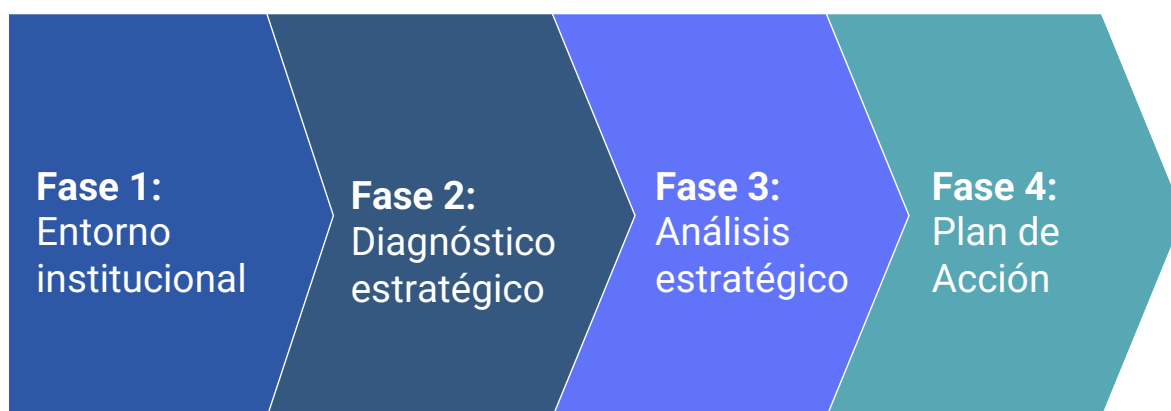 Fase 1:
Entorno
institucional
Fase 2:
Diagnóstico
estratégico
Fase 3:
Análisis
estratégico
Fase 4:
Plan de
Acción